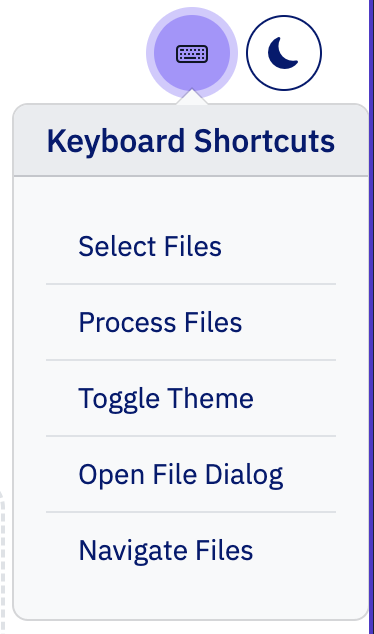 Keyboard Shortcuts
Select Files
Process Files
Toggle Theme
Open File Dialog
Navigate Files